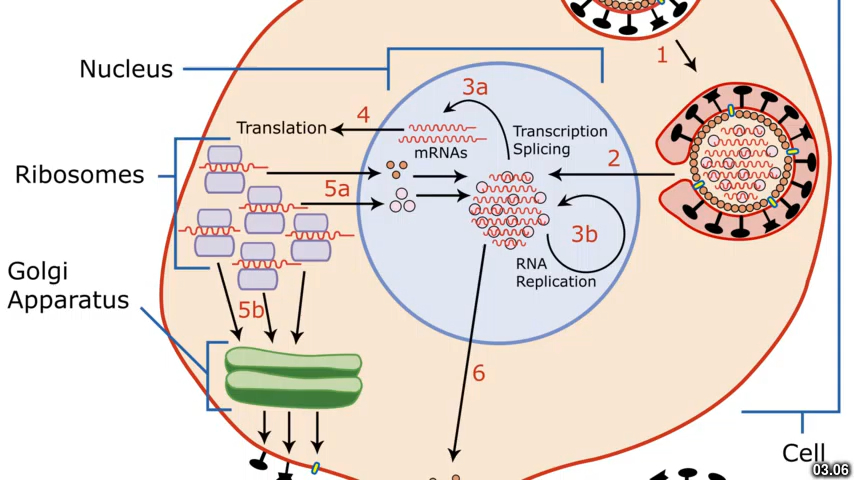 1
Nucleus
3a
4
Translation
Transcription
Splicing
mRNAs
2
Ribosomes
5a
3b
RNA
Replication
Golgi
Apparatus
5b
6
Cell
03.06